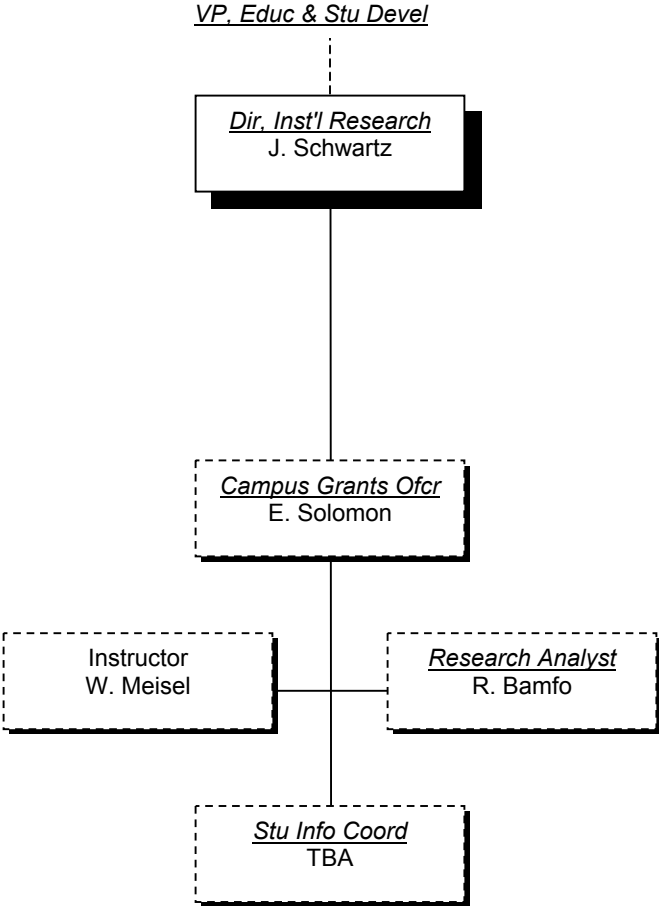 VP, Educ & Stu Devel
Dir, Inst'l Research
J. Schwartz
Campus Grants Ofcr
E. Solomon
Instructor
W. Meisel
Research Analyst
R. Bamfo
Stu Info Coord
TBA